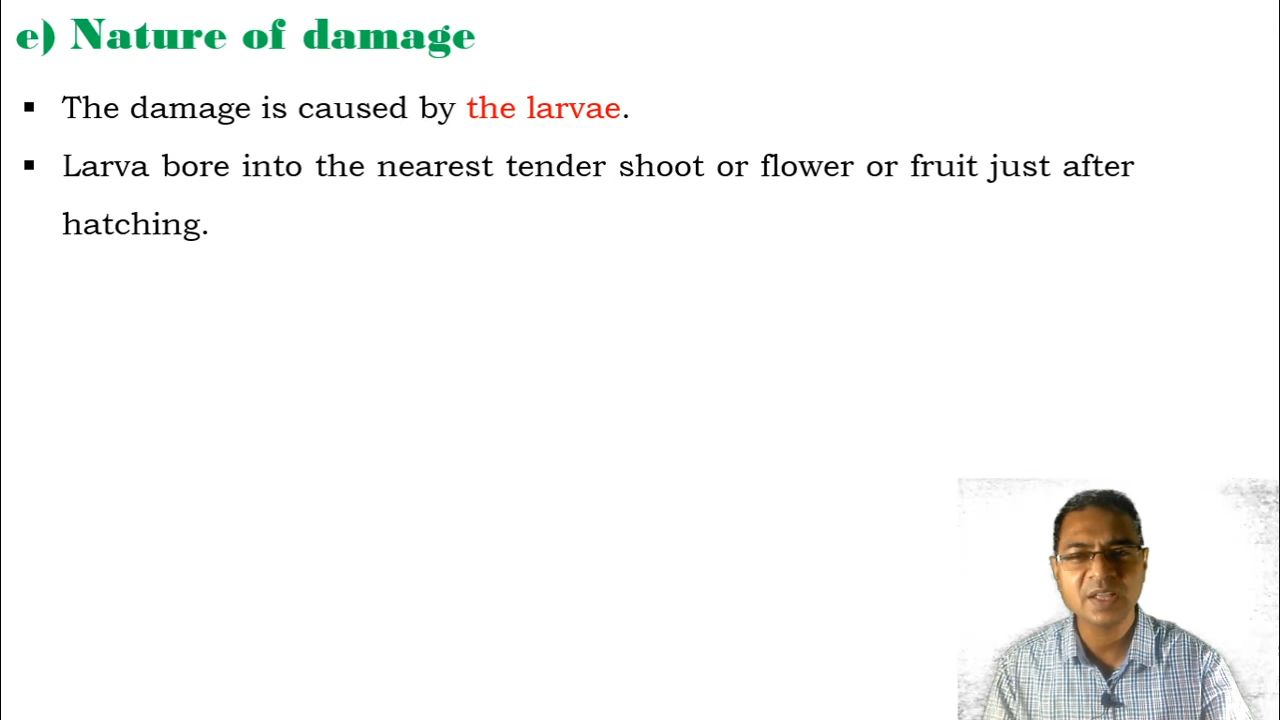 e) Nature of damage
▪ The damage is caused by the larvae.
▪ Larva bore into the nearest tender shoot or flower or fruit just after
hatching.